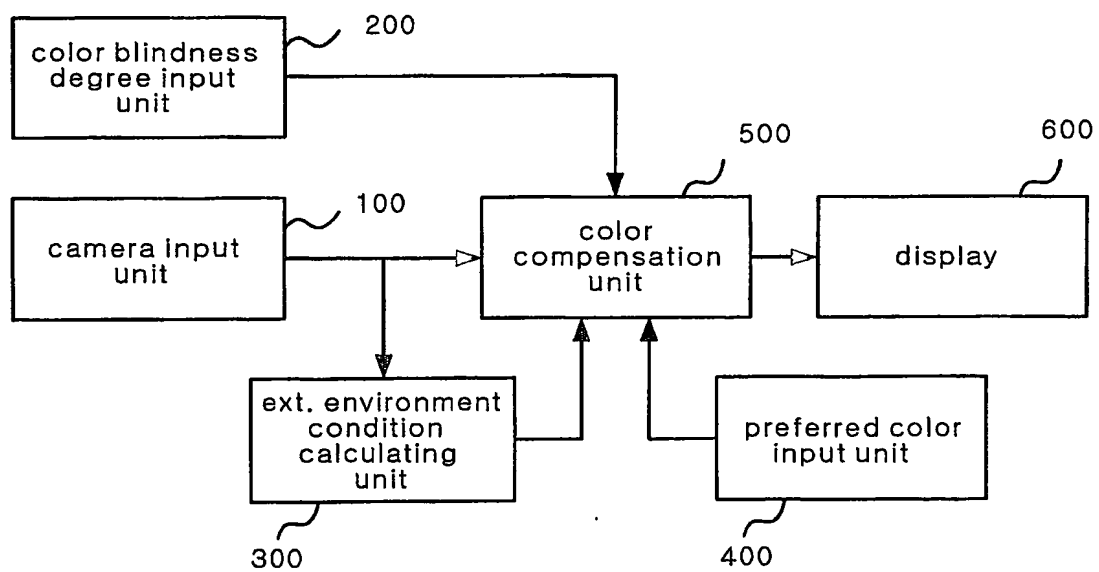 200
color blindness
degree input
unit
500
600
100
camera input
unit
color
compensation
unit
display
ext. environment
condition
calculating
unit
preferred color
input unit
300
400